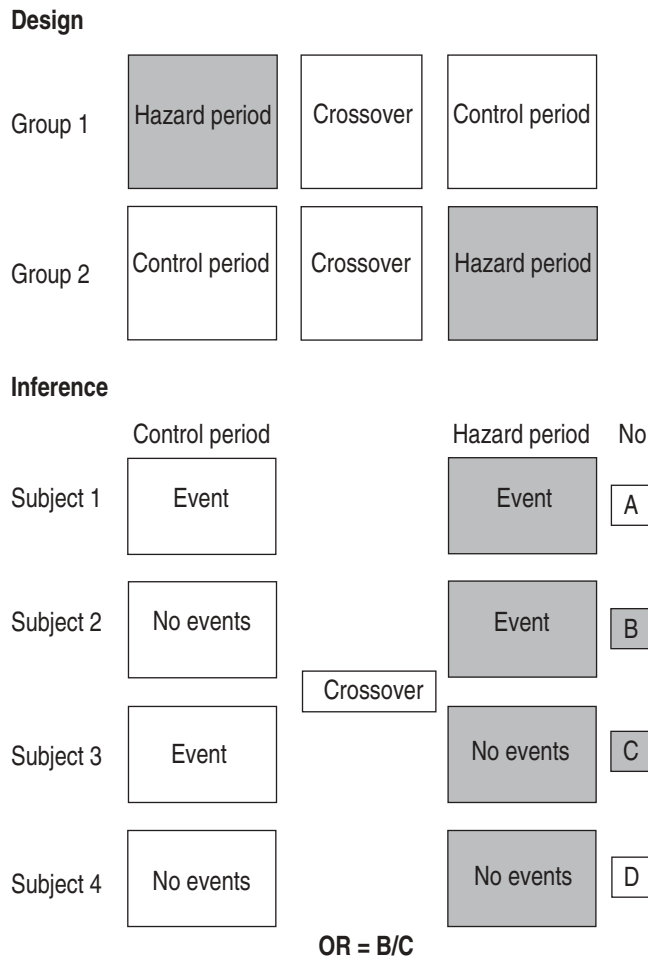 Design
Group 1 Hazard period Crossover Control period
Group 2 Control period Crossover Hazard period
Inference
Control period Hazard period No
Subject 1 Event Event A
Subject 2 No events Event B
Crossover
Subject 3 Event No events C
Subject 4 No events No events D
OR = B/C